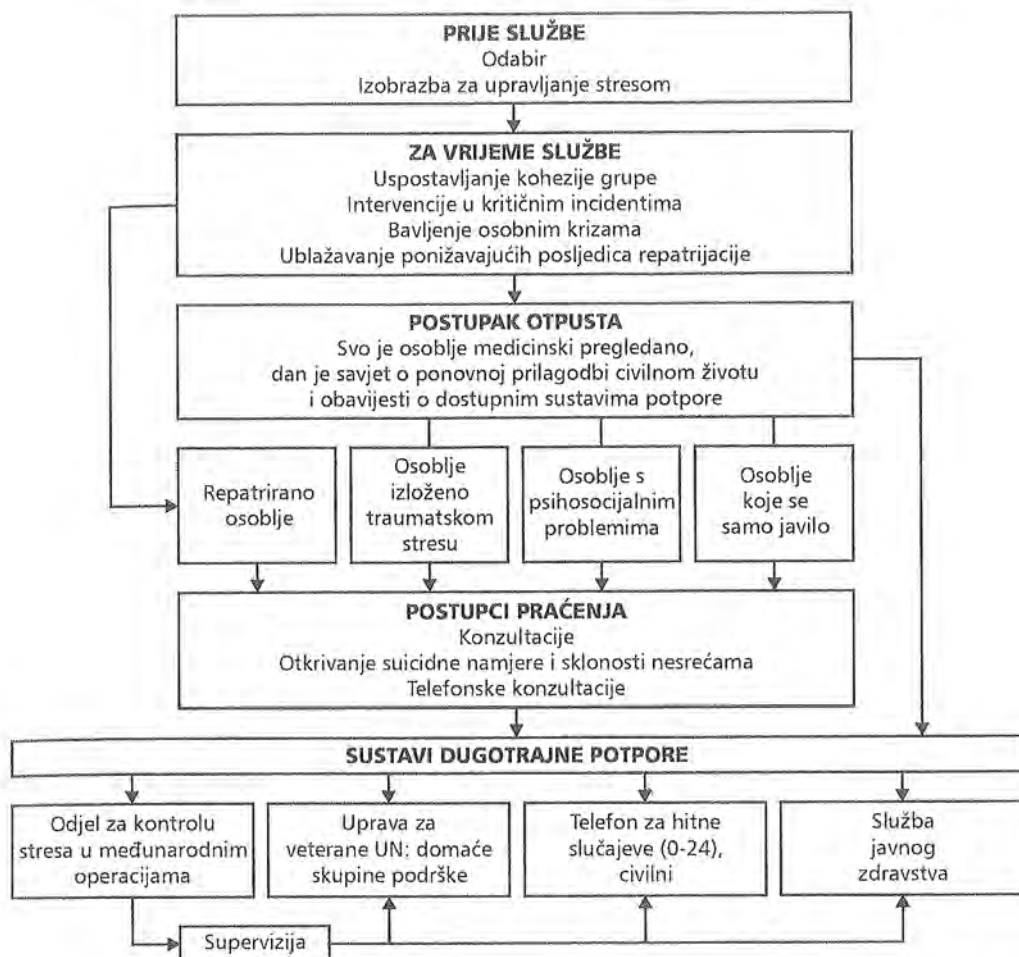 PRIJE SLUŽBE
Odabir
Izobrazba za upravljanje stresom
ZA VRIJEME SLUŽBE
Uspostavljanje kohezije grupe
Intervencije u kritičnim incidentima
Bavljenje osobnim krizama
Ublažavanje ponižavajućih posljedica repatrijacije
POSTUPAK OTPUSTA
Svo je osoblje medicinski pregledano,
dan je savjet o ponovnoj prilagodbi civilnom životu
i obavijesti o dostupnim sustavima potpore
Repatrirano
osoblje
Osoblje
izloženo
traumatskom
stresu
Osoblje s
psihosocijalnim
problemima
Osoblje
koje se
samo javilo
POSTUPCI PRAĆENJA
Konzultacije
Otkrivanje suicidne namjere i sklonosti nesrećama
Telefonske konzultacije
SUSTAVI DUGOTRAJNE POTPORE
Odjel za kontrolu
stresa u međunarodnim
operacijama
Uprava za
veterane UN; domaće
skupine podrške
Telefon za hitne
slučajeve (0-24),
civilni
Služba
javnog
zdravstva
Supervizija